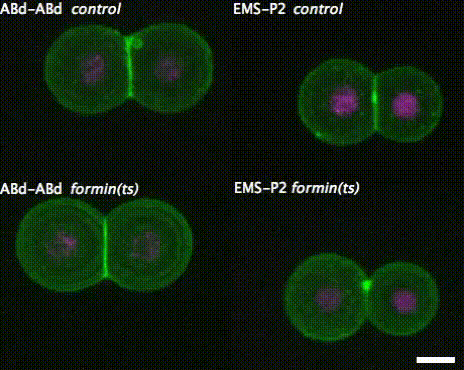 ABd-ABd control
EMS-P2 control
ABd-ABd formin(ts)
EMS-P2 formin(ts)